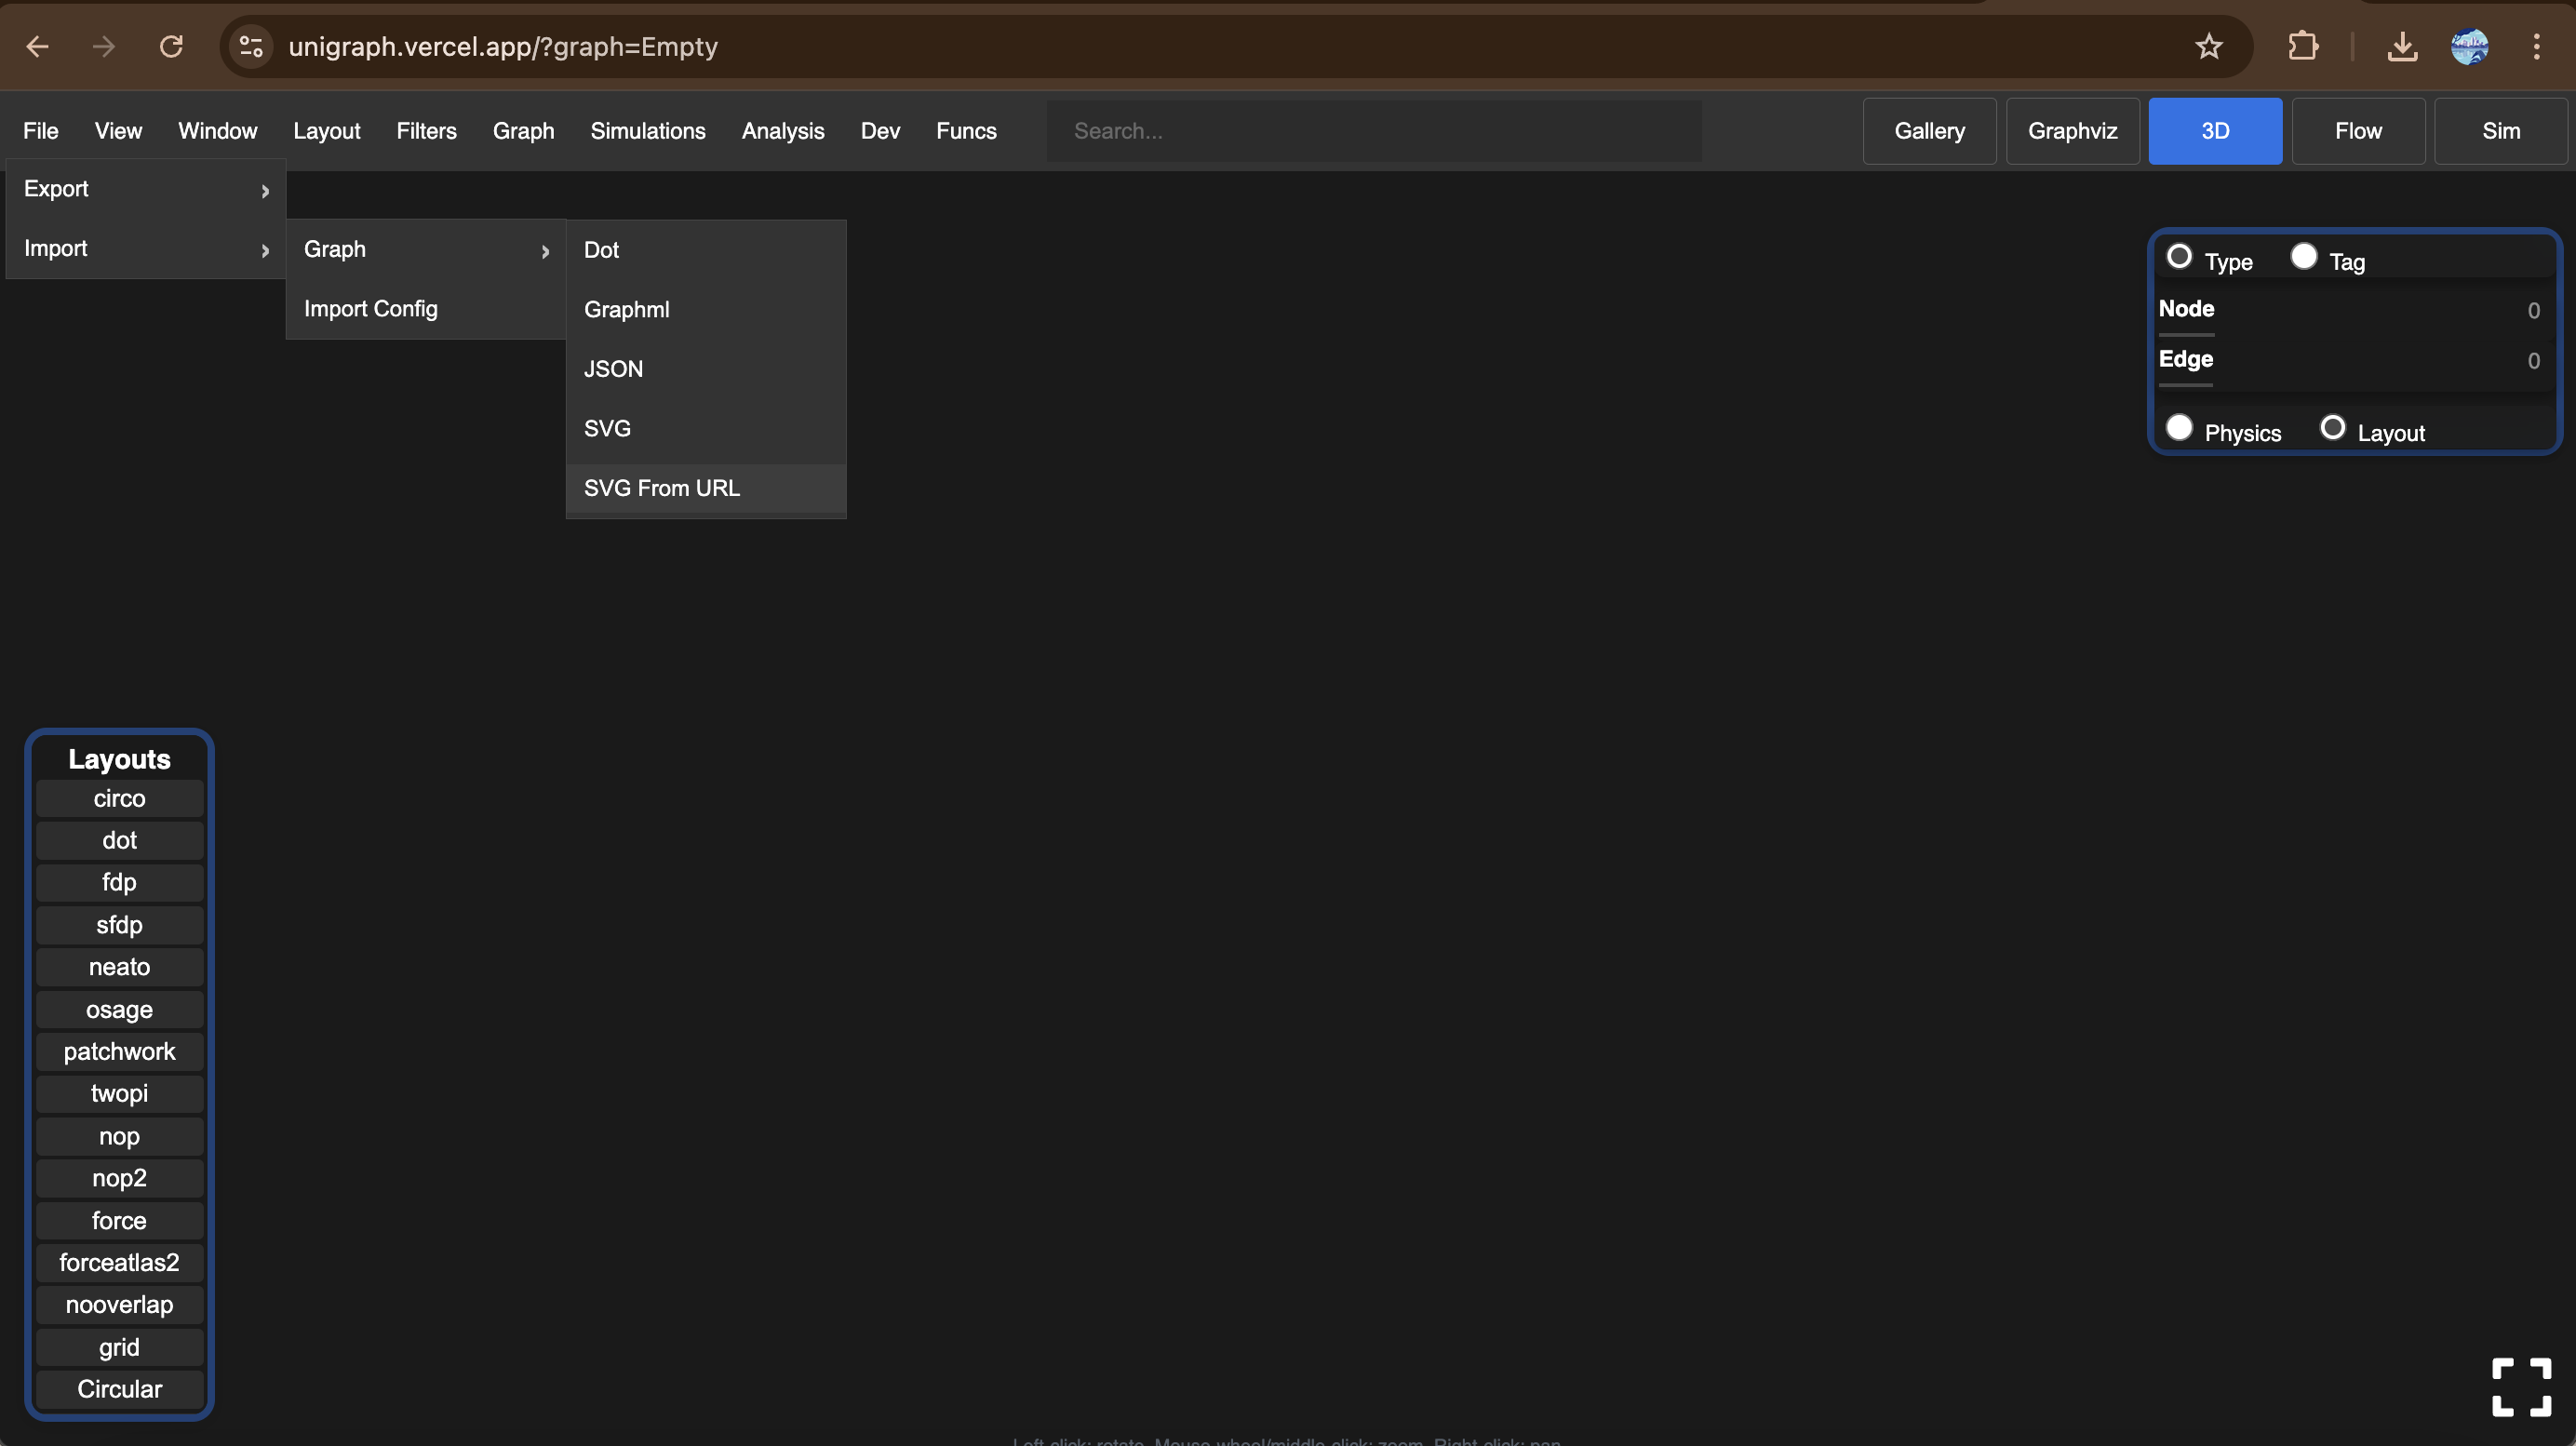 unigraph.vercel.app/?graph=Empty
File View Window Layout Filters Graph Simulations Analysis Dev Funcs Search... Gallery Graphviz 3D Flow Sim
Export
Import
Graph
Import Config
Dot
Graphml
JSON
SVG
SVG From URL
Type Tag
Node 0
Edge 0
Physics Layout
Layouts
circo
dot
fdp
sfdp
neato
osage
patchwork
twopi
nop
nop2
force
forceatlas2
nooverlap
grid
Circular
Left click: rotate, Mouse wheel/middle click: zoom, Right click: pan